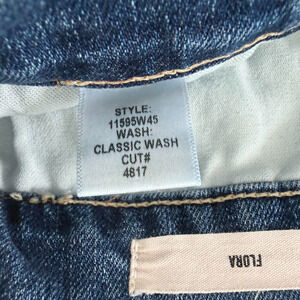 STYLE:
11595W45
WASH:
CLASSIC WASH
CUT#
4817
FLORA